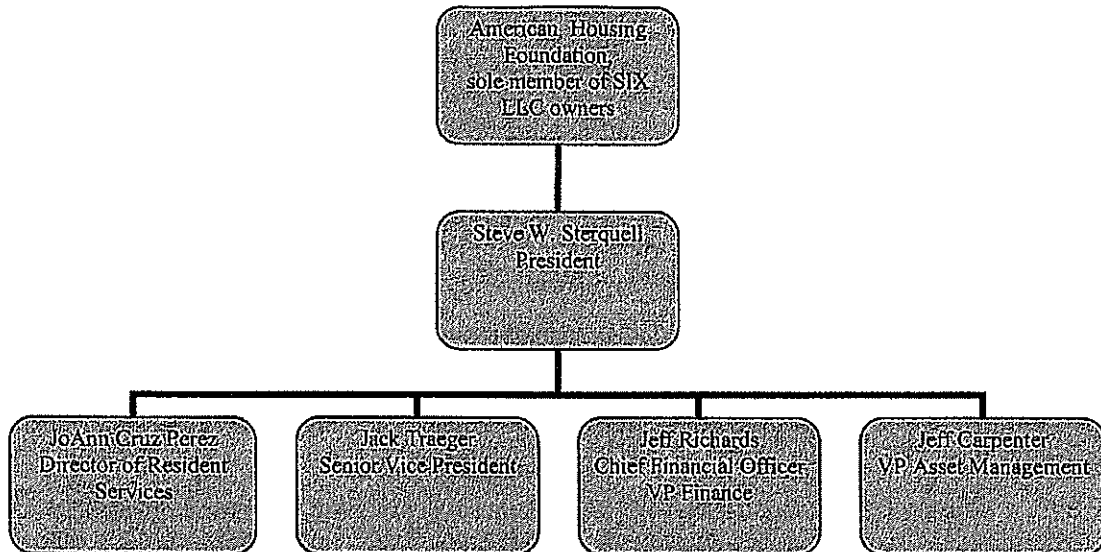 American Housing
Foundation,
sole member of SIX
LLC owners
Steve W. Sterquell,
President
JoAnn Cruz Perez
Director of Resident
Services
Jack Traeger
Senior Vice President
Jeff Richards
Chief Financial Officer
VP Finance
Jeff Carpenter
VP Asset Management